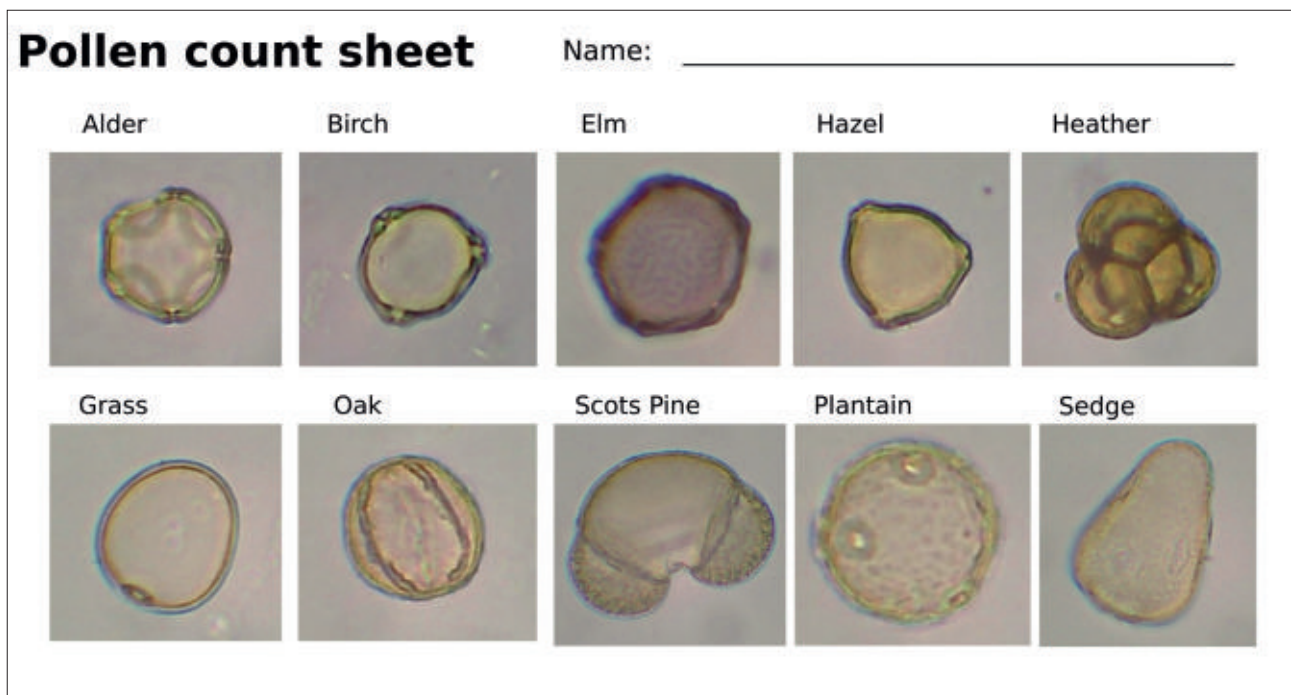 Pollen count sheet Name:
Alder Birch Elm Hazel Heather
Grass Oak Scots Pine Plantain Sedge